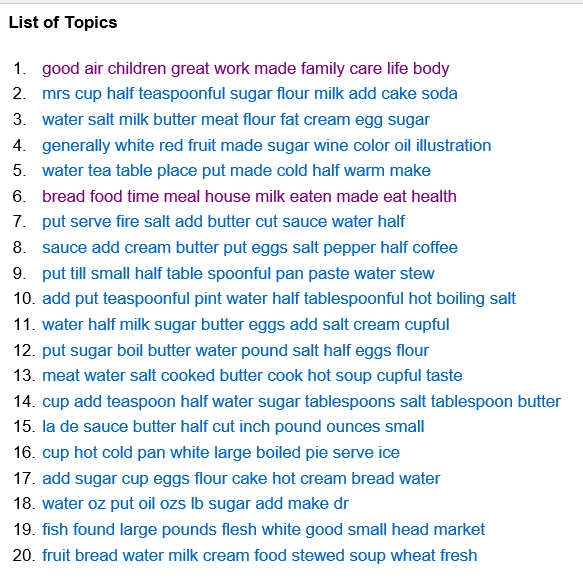 List of Topics
1. good air children great work made family care life body
2. mrs cup half teaspoonful sugar flour milk add cake soda
3. water salt milk butter meat flour fat cream egg sugar
4. generally white red fruit made sugar wine color oil illustration
5. water tea table place put made cold half warm make
6. bread food time meal house milk eaten made eat health
7. put serve fire salt add butter cut sauce water half
8. sauce add cream butter put eggs salt pepper half coffee
9. put till small half table spoonful pan paste water stew
10. add put teaspoonful pint water half tablespoonful hot boiling salt
11. water half milk sugar butter eggs add salt cream cupful
12. put sugar boil butter water pound salt half eggs flour
13. meat water salt cooked butter cook hot soup cupful taste
14. cup add teaspoon half water sugar tablespoons salt tablespoon butter
15. la de sauce butter half cut inch pound ounces small
16. cup hot cold pan white large boiled pie serve ice
17. add sugar cup eggs flour cake hot cream bread water
18. water oz put oil ozs lb sugar add make dr
19. fish found large pounds flesh white good small head market
20. fruit bread water milk cream food stewed soup wheat fresh